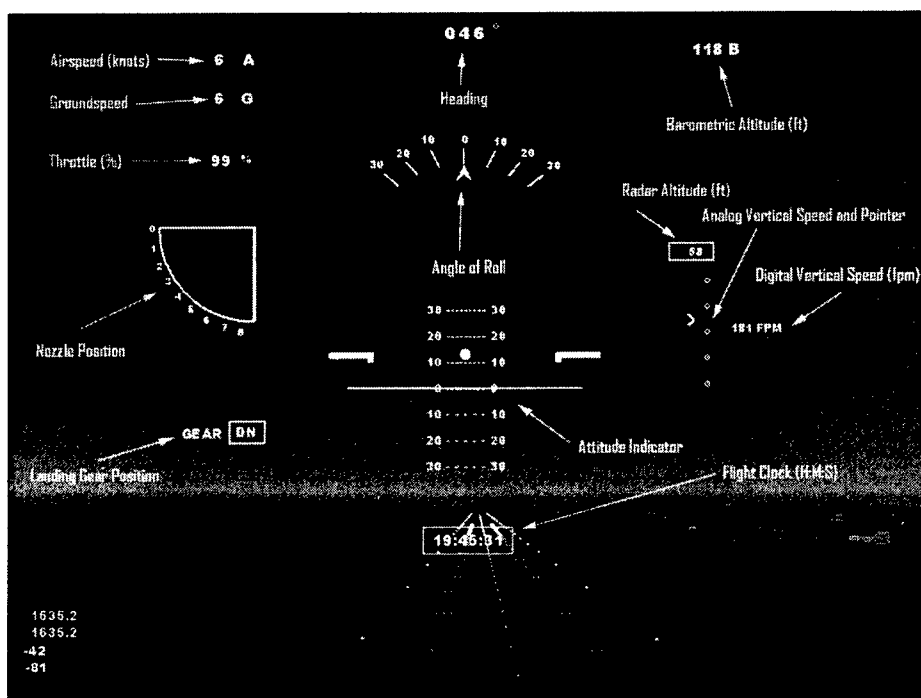 046 °
Airspeed (knots) 6 A
118 B
Groundspeed 6 G
Heading
Barometric Altitude (ft)
Throttle (%) 99 %
30 20 10 0 10 20 30
Radar Altitude (ft)
Analog Vertical Speed and Pointer
58
Angle of Roll
Digital Vertical Speed (fpm)
0
1
2
3
4
5
6
7
8
Nozzle Position
181 FPM
30 30
20 20
10 10
0 0
10 10
20 20
30 30
GEAR DN
Attitude Indicator
Landing Gear Position
Flight Clock (H:M:S)
19:45:31
1635.2
1635.2
-42
-81